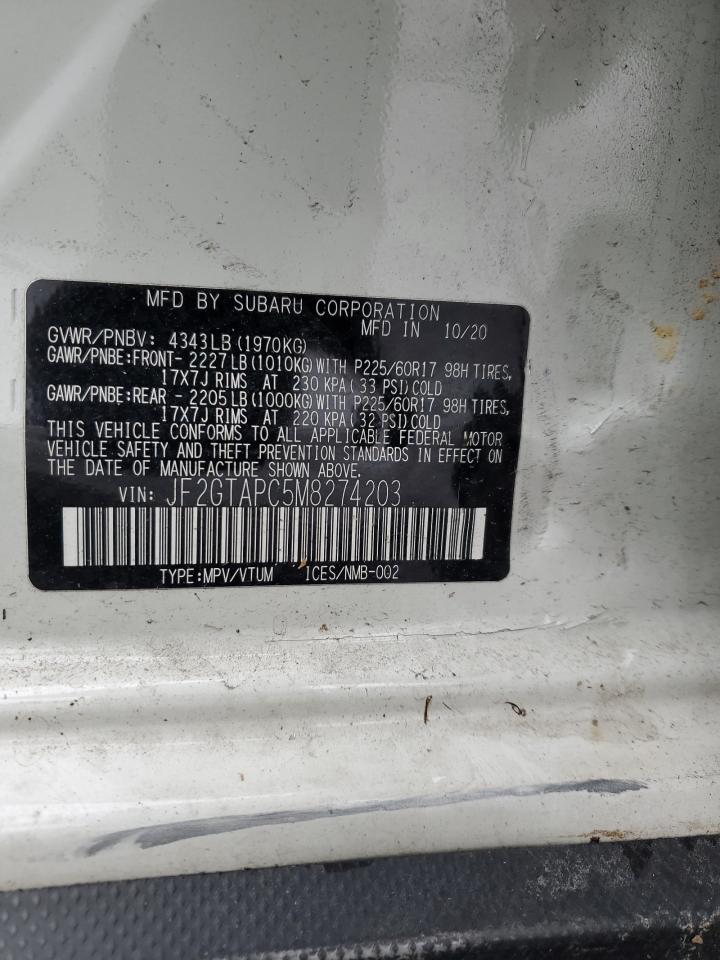 MFD BY SUBARU CORPORATION
MFD IN 10/20
GVWR/PNBV: 4343LB(1970KG)
GAWR/PNBE:FRONT- 2227LB(1010KG)WITH P225/60R17 98H TIRES,
17X7J RIMS AT 230 KPA(33 PSI)COLD
GAWR/PNBE:REAR - 2205LB(1000KG)WITH P225/60R17 98H TIRES,
17X7J RIMS AT 220 KPA(32 PSI)COLD
THIS VEHICLE CONFORMS TO ALL APPLICABLE FEDERAL MOTOR
VEHICLE SAFETY AND THEFT PREVENTION STANDARDS IN EFFECT ON
THE DATE OF MANUFACTURE SHOWN ABOVE.
VIN: JF2GTAPC5M8274203
TYPE:MPV/VTUM ICES/NMB-002